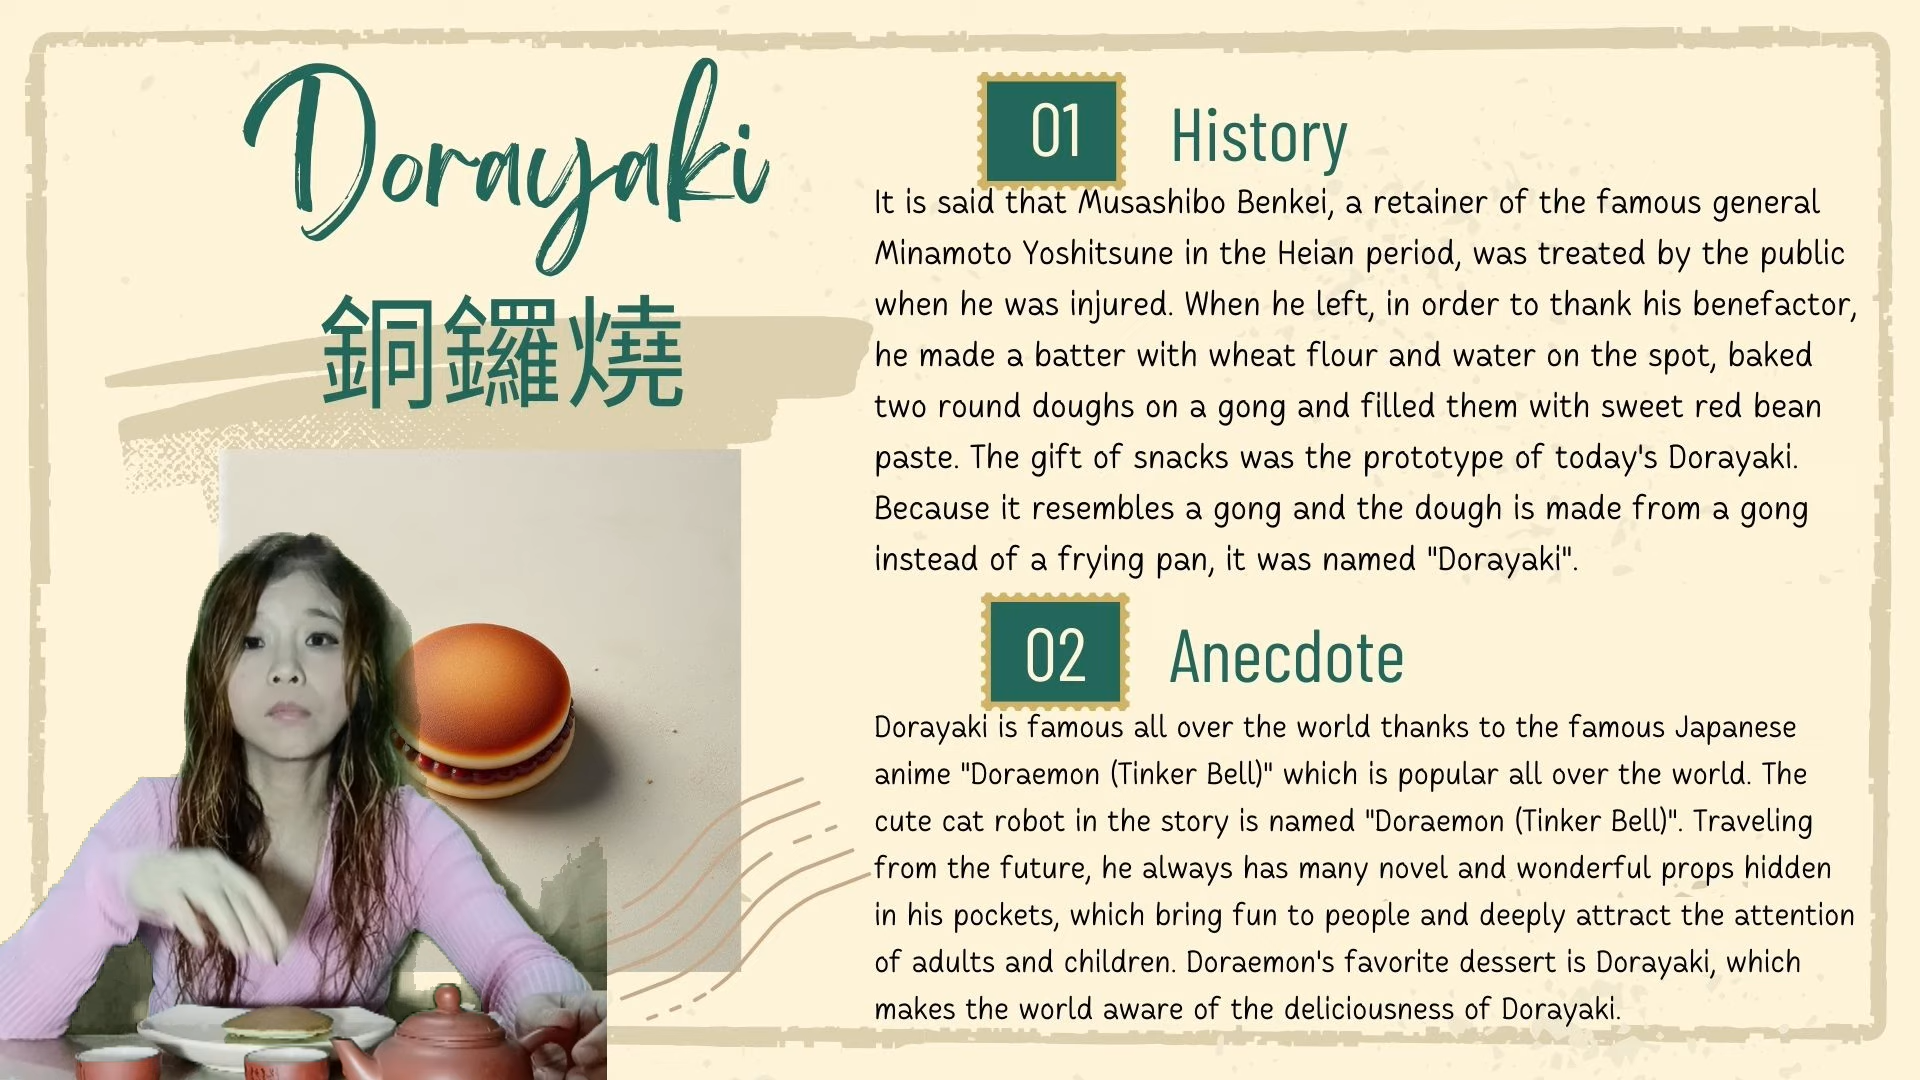 Dorayaki
銅鑼燒
01
History
It is said that Musashibo Benkei, a retainer of the famous general
Minamoto Yoshitsune in the Heian period, was treated by the public
when he was injured. When he left, in order to thank his benefactor,
he made a batter with wheat flour and water on the spot, baked
two round doughs on a gong and filled them with sweet red bean
paste. The gift of snacks was the prototype of today's Dorayaki.
Because it resembles a gong and the dough is made from a gong
instead of a frying pan, it was named "Dorayaki".
02
Anecdote
Dorayaki is famous all over the world thanks to the famous Japanese
anime "Doraemon (Tinker Bell)" which is popular all over the world. The
cute cat robot in the story is named "Doraemon (Tinker Bell)". Traveling
from the future, he always has many novel and wonderful props hidden
in his pockets, which bring fun to people and deeply attract the attention
of adults and children. Doraemon's favorite dessert is Dorayaki, which
makes the world aware of the deliciousness of Dorayaki.